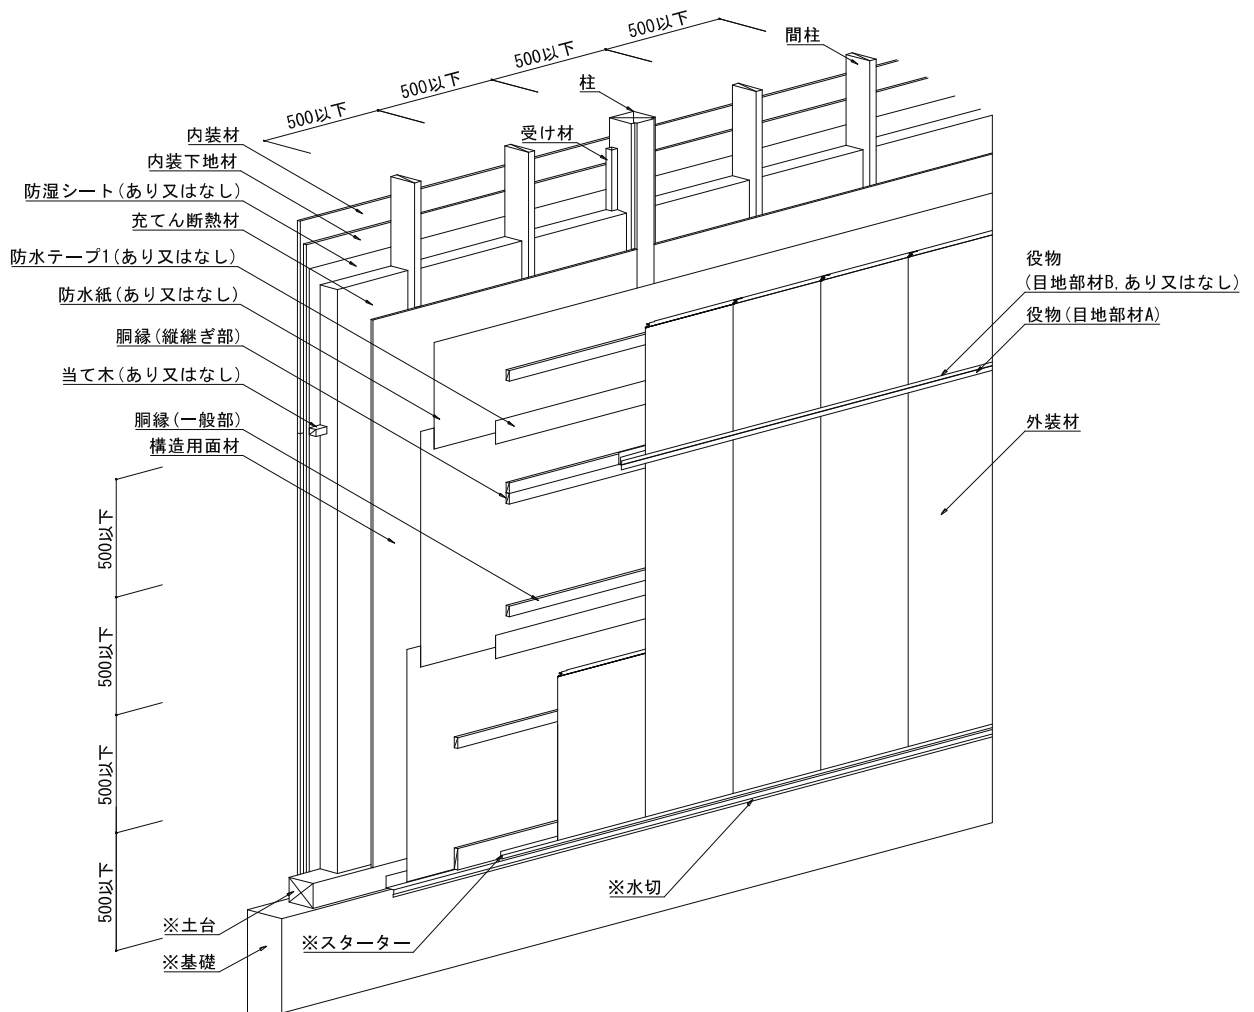 500以下
500以下
500以下
500以下
間柱
柱
受け材
内装材
内装下地材
防湿シート(あり又はなし)
充てん断熱材
防水テープ1(あり又はなし)
防水紙(あり又はなし)
胴縁(縦継ぎ部)
当て木(あり又はなし)
胴縁(一般部)
構造用面材
役物
(目地部材B, あり又はなし)
役物(目地部材A)
外装材
500以下
500以下
500以下
500以下
※水切
※土台
※スターター
※基礎